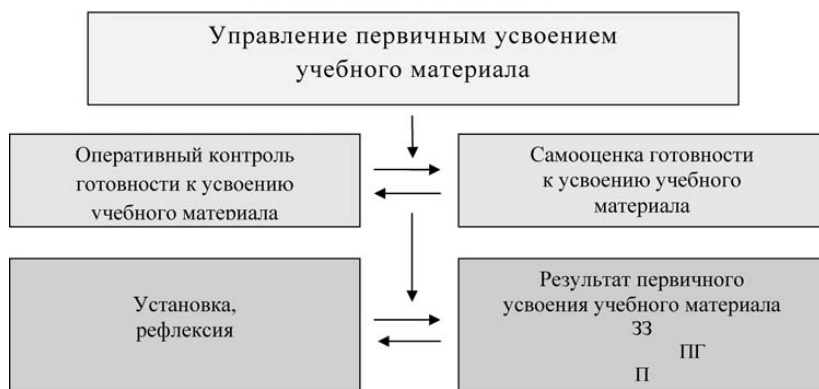 Управление первичным усвоением
учебного материала
Оперативный контроль
готовности к усвоению
учебного материала
Самооценка готовности
к усвоению учебного
материала
Установка,
рефлексия
Результат первичного
усвоения учебного материала
ЗЗ
ПГ
П